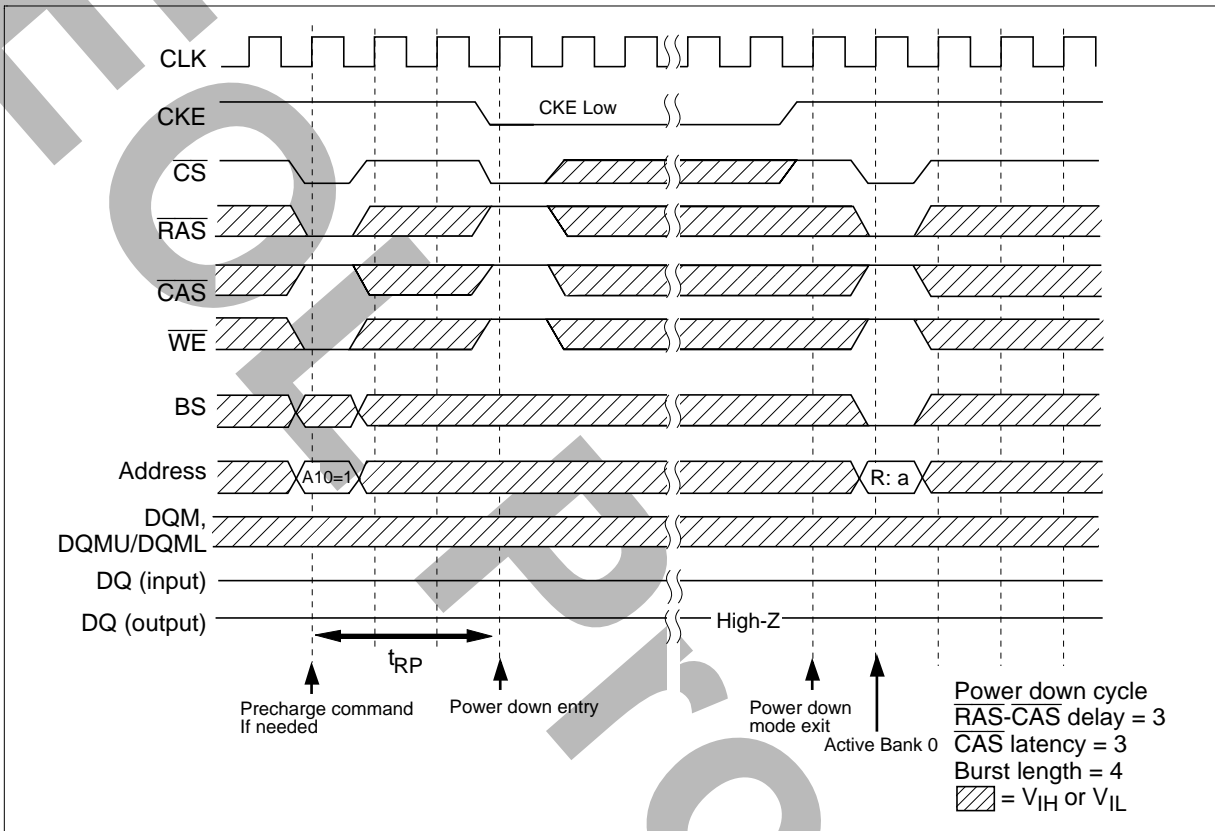 CLK
CKE
CKE Low
CS
RAS
CAS
WE
BS
Address
A10=1
R: a
DQM,
DQMU/DQML
DQ (input)
DQ (output)
High-Z
tRP
Precharge command
If needed
Power down entry
Power down
mode exit
Active Bank 0
Power down cycle
RAS-CAS delay = 3
CAS latency = 3
Burst length = 4
= VIH or VIL
EOL Pro